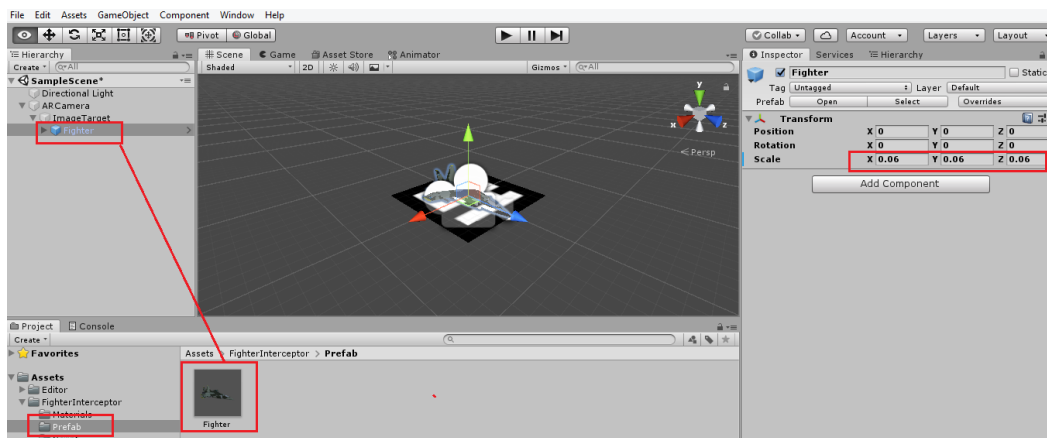 File Edit Assets GameObject Component Window Help
Pivot Global Collab Account Layers Layout
Hierarchy
Create All
SampleScene*
Directional Light
ARCamera
ImageTarget
Fighter
Scene Game Asset Store Animator
Shaded 2D Gizmos All
y
x z
Persp
Inspector Services Hierarchy
Fighter Static
Tag Untagged Layer Default
Prefab Open Select Overrides
Transform
Position X 0 Y 0 Z 0
Rotation X 0 Y 0 Z 0
Scale X 0.06 Y 0.06 Z 0.06
Add Component
Project Console
Create
Favorites
Assets
Editor
FighterInterceptor
Materials
Prefab
Assets FighterInterceptor Prefab
Fighter